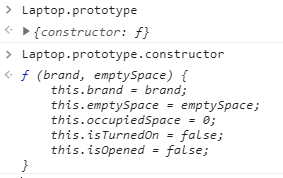 > Laptop.prototype
<· ▶{constructor: ƒ}
> Laptop.prototype.constructor
<· ƒ (brand, emptySpace) {
    this.brand = brand;
    this.emptySpace = emptySpace;
    this.occupiedSpace = 0;
    this.isTurnedOn = false;
    this.isOpened = false;
}